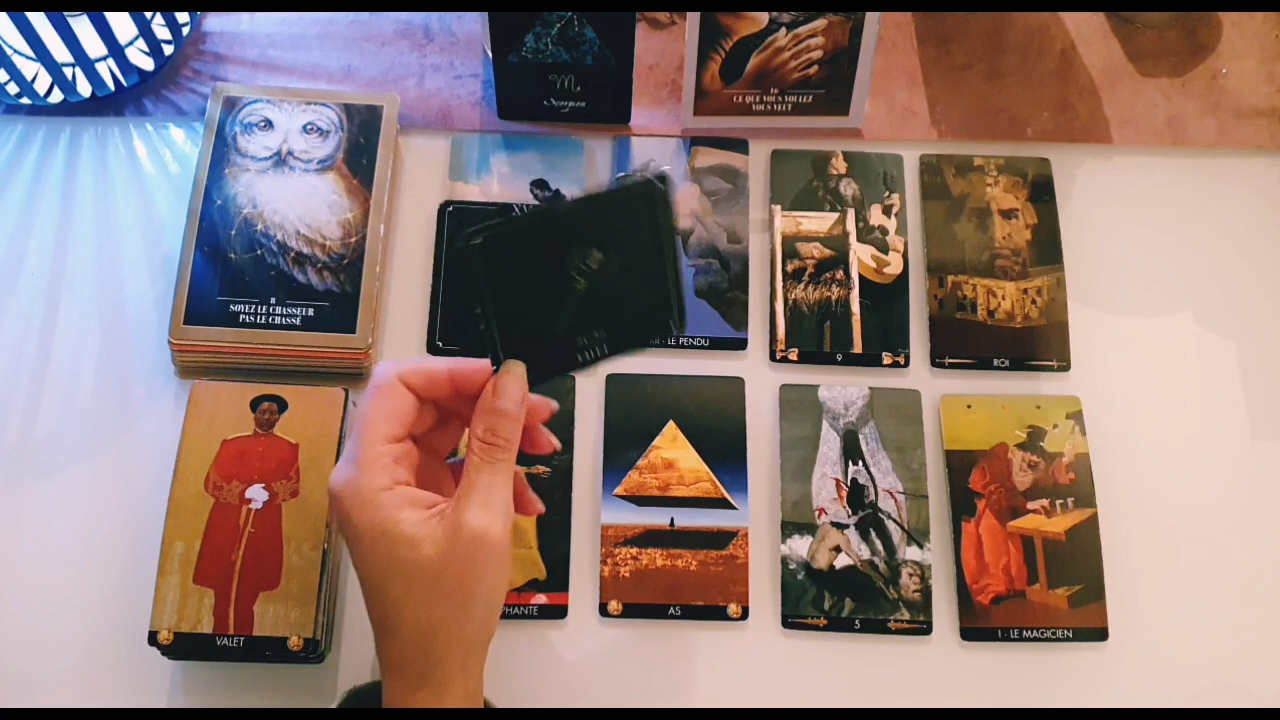 Scorpion
16
CE QUE VOUS VOULEZ
VOUS VEUT
8
SOYEZ LE CHASSEUR
PAS LE CHASSÉ
XII - LE PENDU
9
ROI
VALET
PHANTE
AS
5
I - LE MAGICIEN